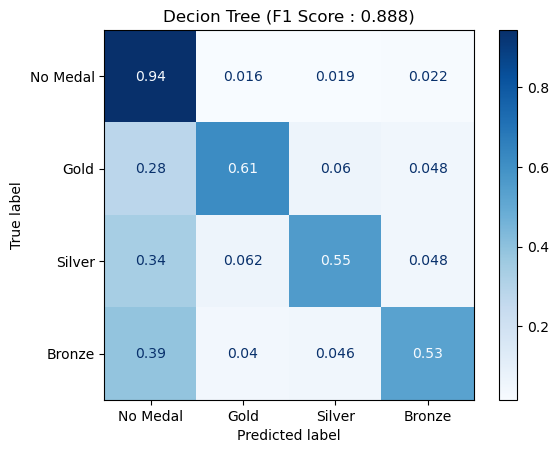 Decion Tree (F1 Score : 0.888)
No Medal 0.94 0.016 0.019 0.022
0.8
Gold 0.28 0.61 0.06 0.048
0.6
True label
Silver 0.34 0.062 0.55 0.048
0.4
Bronze 0.39 0.04 0.046 0.53
0.2
No Medal Gold Silver Bronze
Predicted label